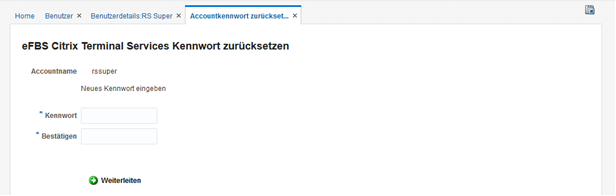 Home Benutzer Benutzerdetails:RS Super Accountkennwort zurückset...
eFBS Citrix Terminal Services Kennwort zurücksetzen
Accountname rssuper
Neues Kennwort eingeben
* Kennwort
* Bestätigen
Weiterleiten